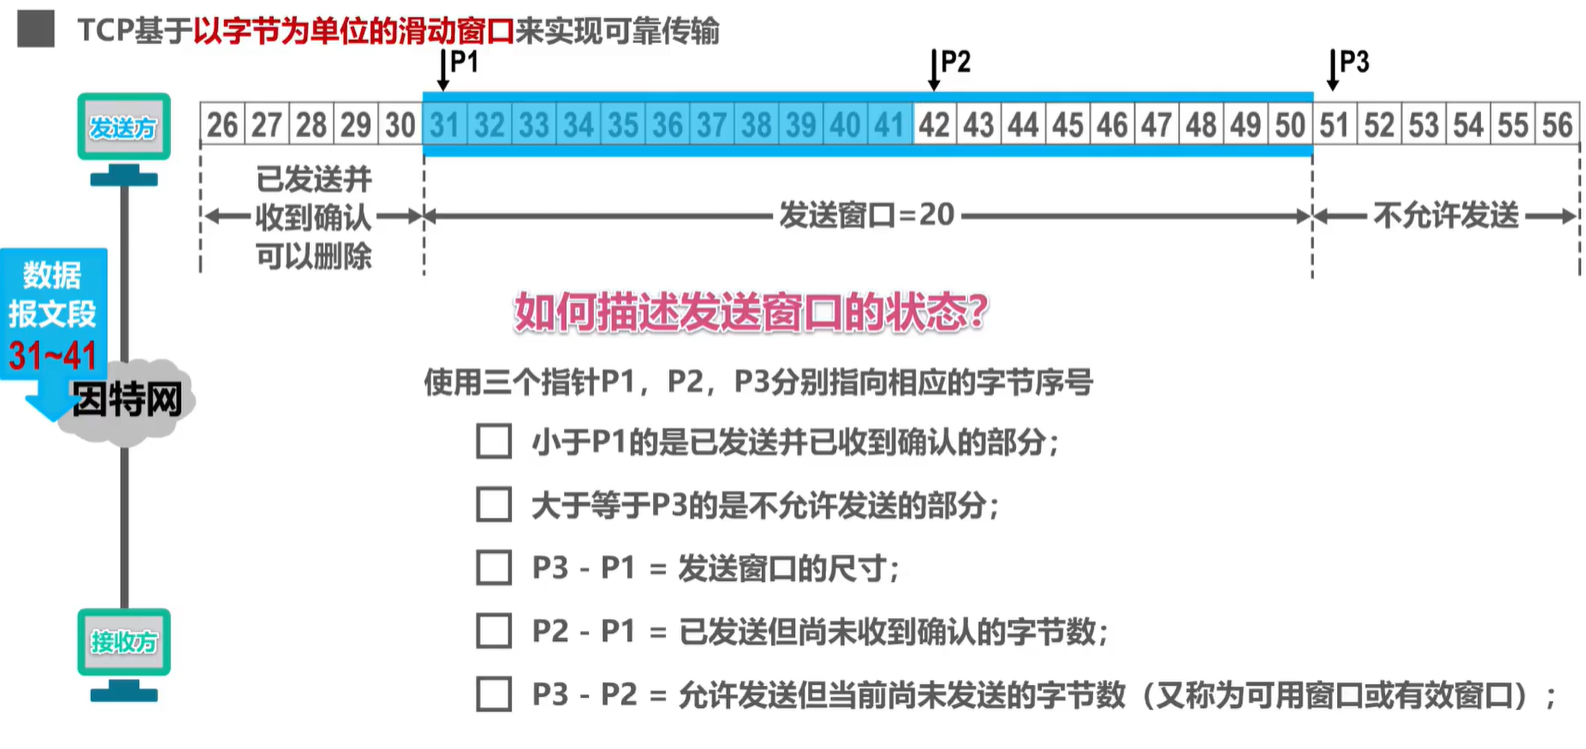 TCP基于以字节为单位的滑动窗口来实现可靠传输
P1 P2 P3
发送方
26 27 28 29 30 31 32 33 34 35 36 37 38 39 40 41 42 43 44 45 46 47 48 49 50 51 52 53 54 55 56
已发送并
收到确认
可以删除
发送窗口=20
不允许发送
数据
报文段
31~41
因特网
接收方
如何描述发送窗口的状态？
使用三个指针P1，P2，P3分别指向相应的字节序号
小于P1的是已发送并已收到确认的部分；
大于等于P3的是不允许发送的部分；
P3 - P1 = 发送窗口的尺寸；
P2 - P1 = 已发送但尚未收到确认的字节数；
P3 - P2 = 允许发送但当前尚未发送的字节数（又称为可用窗口或有效窗口）；